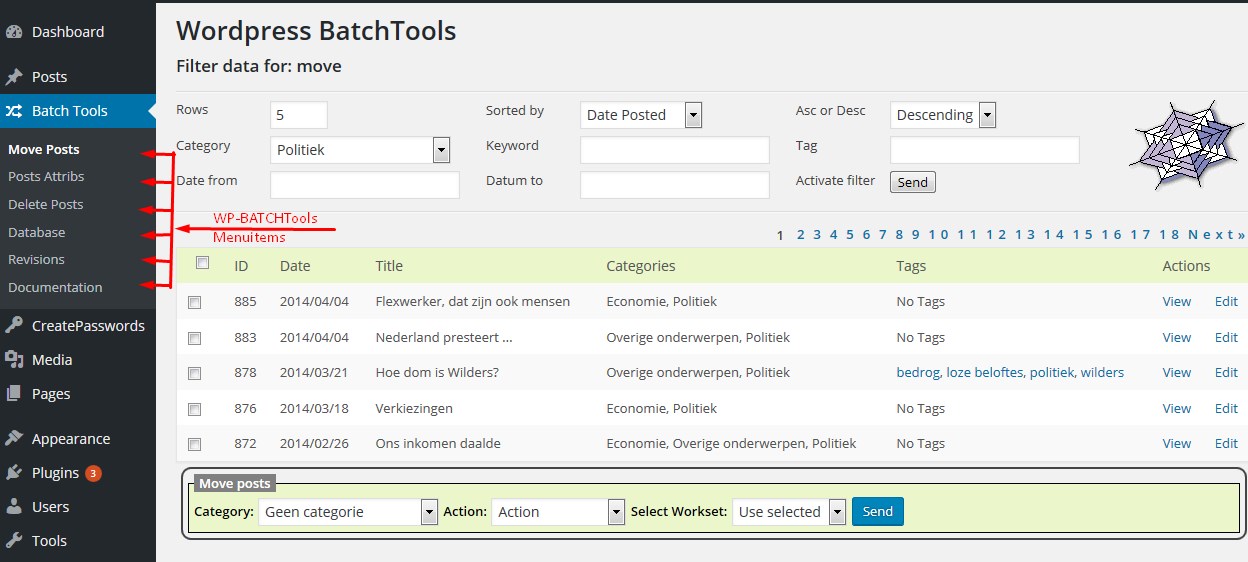 Dashboard
Posts
Batch Tools
Move Posts
Posts Attribs
Delete Posts
Database
Revisions
Documentation
CreatePasswords
Media
Pages
Appearance
Plugins 3
Users
Tools
Wordpress BatchTools
Filter data for: move
Rows 5 Sorted by Date Posted Asc or Desc Descending
Category Politiek Keyword Tag
Date from Datum to Activate filter Send
WP-BATCHTools
Menuitems
1 2 3 4 5 6 7 8 9 10 11 12 13 14 15 16 17 18 Next»
ID Date Title Categories Tags Actions
885 2014/04/04 Flexwerker, dat zijn ook mensen Economie, Politiek No Tags View Edit
883 2014/04/04 Nederland presteert ... Overige onderwerpen, Politiek No Tags View Edit
878 2014/03/21 Hoe dom is Wilders? Overige onderwerpen, Politiek bedrog, loze beloftes, politiek, wilders View Edit
876 2014/03/18 Verkiezingen Economie, Politiek No Tags View Edit
872 2014/02/26 Ons inkomen daalde Economie, Overige onderwerpen, Politiek No Tags View Edit
Move posts
Category: Geen categorie Action: Action Select Workset: Use selected Send